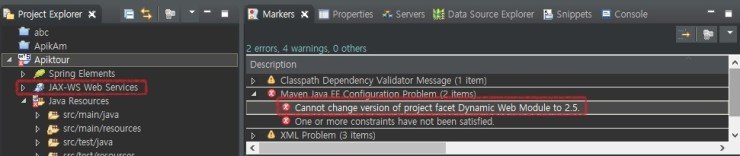 Project Explorer
abc
ApikAm
Apiktour
Spring Elements
JAX-WS Web Services
Java Resources
src/main/java
src/main/resources
src/test/java
src/test/resources
Markers Properties Servers Data Source Explorer Snippets Console
2 errors, 4 warnings, 0 others
Description
Classpath Dependency Validator Message (1 item)
Maven Java EE Configuration Problem (2 items)
Cannot change version of project facet Dynamic Web Module to 2.5.
One or more constraints have not been satisfied.
XML Problem (3 items)